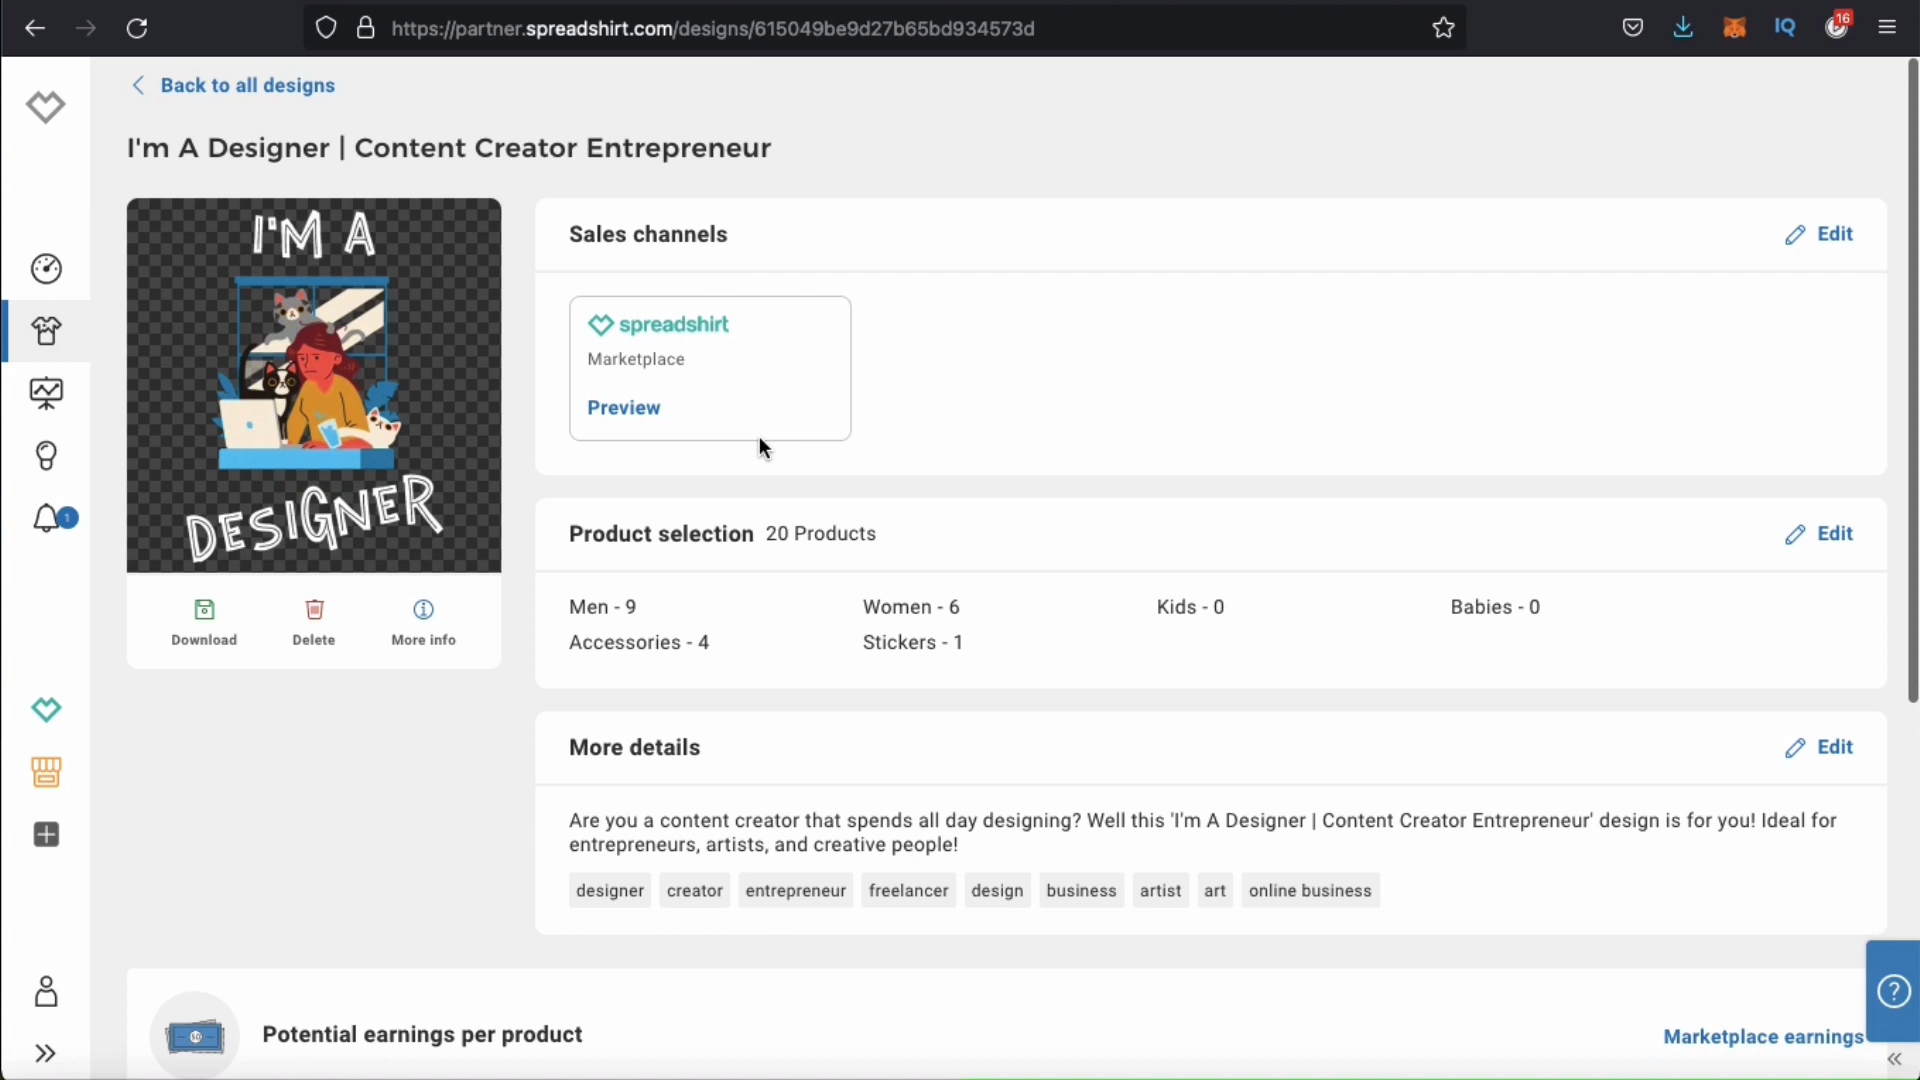 https://partner.spreadshirt.com/designs/615049be9d27b65bd934573d
16
Back to all designs
I'm A Designer | Content Creator Entrepreneur
I'M A
DESIGNER
Download
Delete
More info
Sales channels
Edit
spreadshirt
Marketplace
Preview
Product selection 20 Products
Edit
Men - 9
Women - 6
Kids - 0
Babies - 0
Accessories - 4
Stickers - 1
More details
Edit
Are you a content creator that spends all day designing? Well this 'I'm A Designer | Content Creator Entrepreneur' design is for you! Ideal for
entrepreneurs, artists, and creative people!
designer creator entrepreneur freelancer design business artist art online business
Potential earnings per product
Marketplace earnings
1
IQ
?